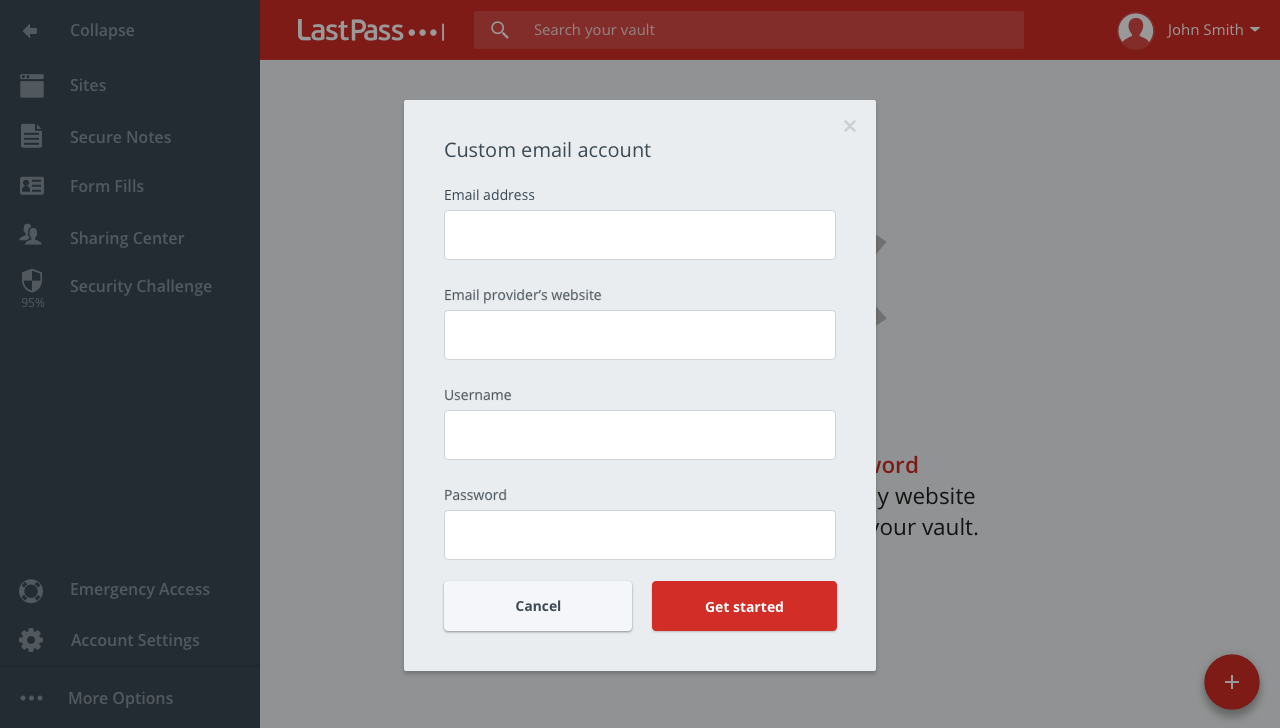 Collapse
Sites
Secure Notes
Form Fills
Sharing Center
Security Challenge
95%
Emergency Access
Account Settings
More Options
LastPass
Search your vault
John Smith
Custom email account
Email address
Email provider’s website
Username
Password
Cancel
Get started
website
your vault.